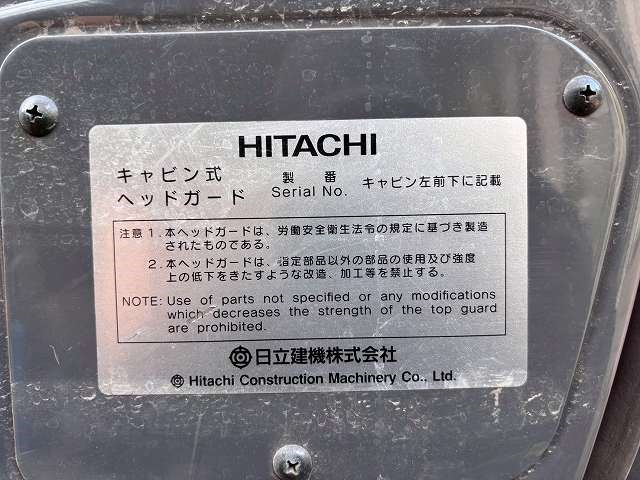 HITACHI
キャビン式
ヘッドガード
製番
Serial No.
キャビン左前下に記載
注意 1. 本ヘッドガードは、労働安全衛生法令の規定に基づき製造
されたものである。
2. 本ヘッドガードは、指定部品以外の部品の使用及び強度
上の低下をきたすような改造、加工等を禁止する。
NOTE: Use of parts not specified or any modifications
which decreases the strength of the top guard
are prohibited.
日立建機株式会社
Hitachi Construction Machinery Co., Ltd.